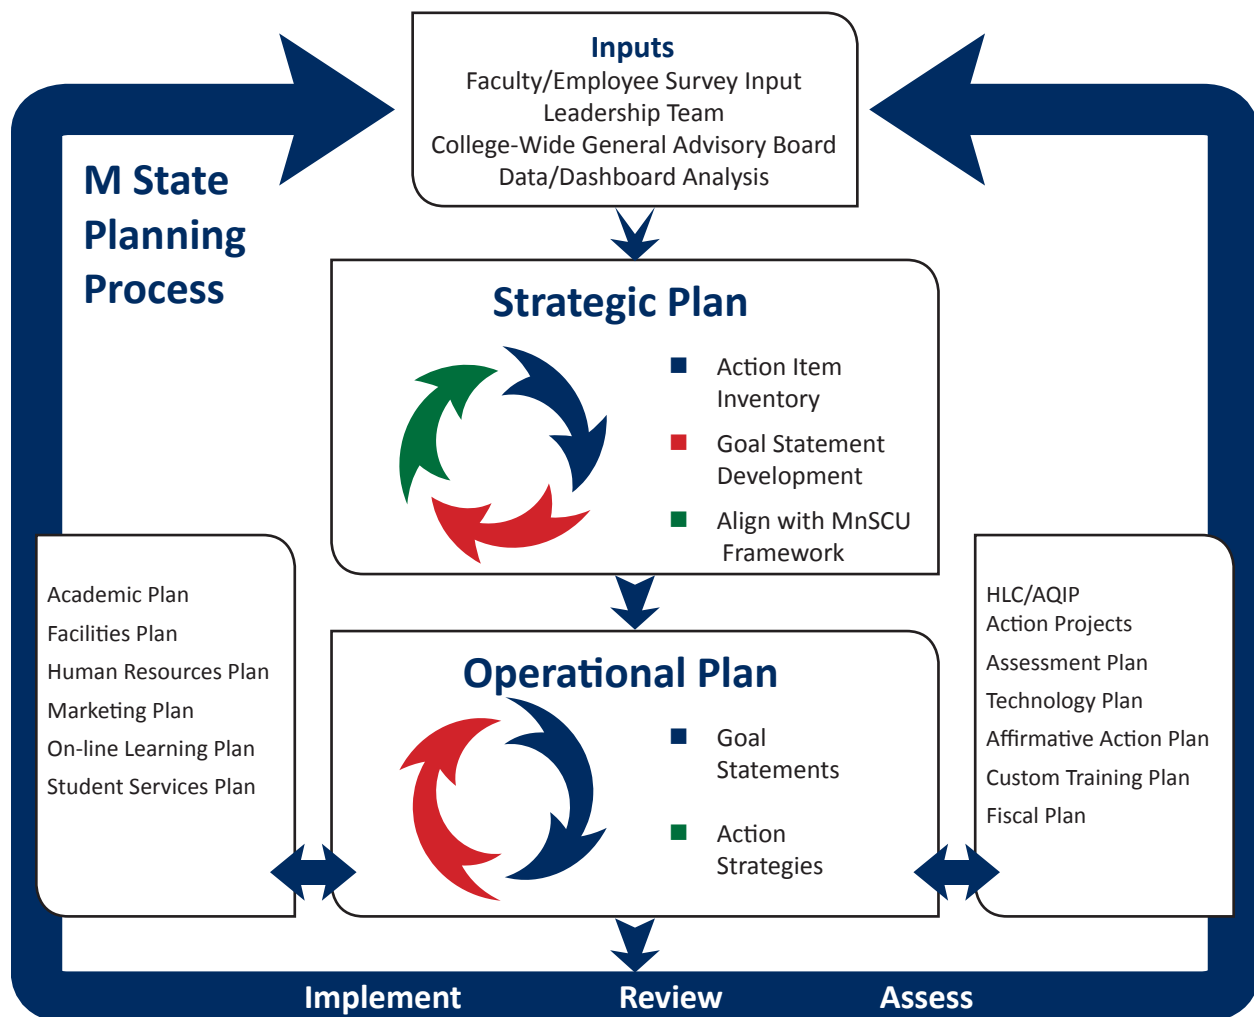 Inputs
Faculty/Employee Survey Input
Leadership Team
College-Wide General Advisory Board
Data/Dashboard Analysis
M State
Planning
Process
Strategic Plan
Action Item
Inventory
Goal Statement
Development
Align with MnSCU
Framework
Academic Plan
Facilities Plan
Human Resources Plan
Marketing Plan
On-line Learning Plan
Student Services Plan
Operational Plan
Goal
Statements
Action
Strategies
HLC/AQIP
Action Projects
Assessment Plan
Technology Plan
Affirmative Action Plan
Custom Training Plan
Fiscal Plan
Implement Review Assess